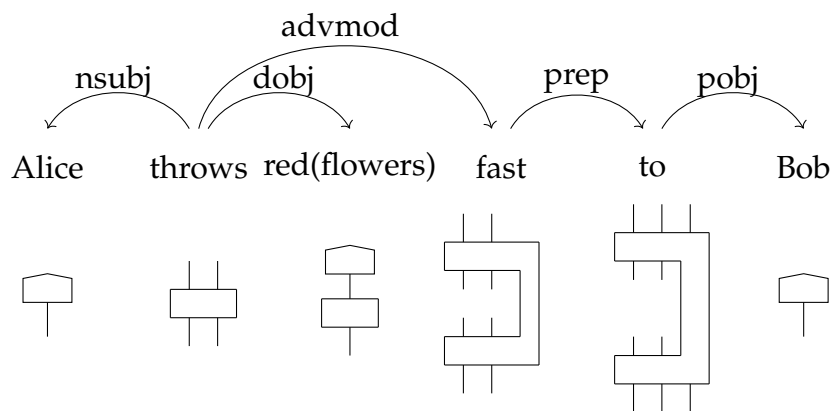 advmod
nsubj dobj prep pobj
Alice throws red(flowers) fast to Bob